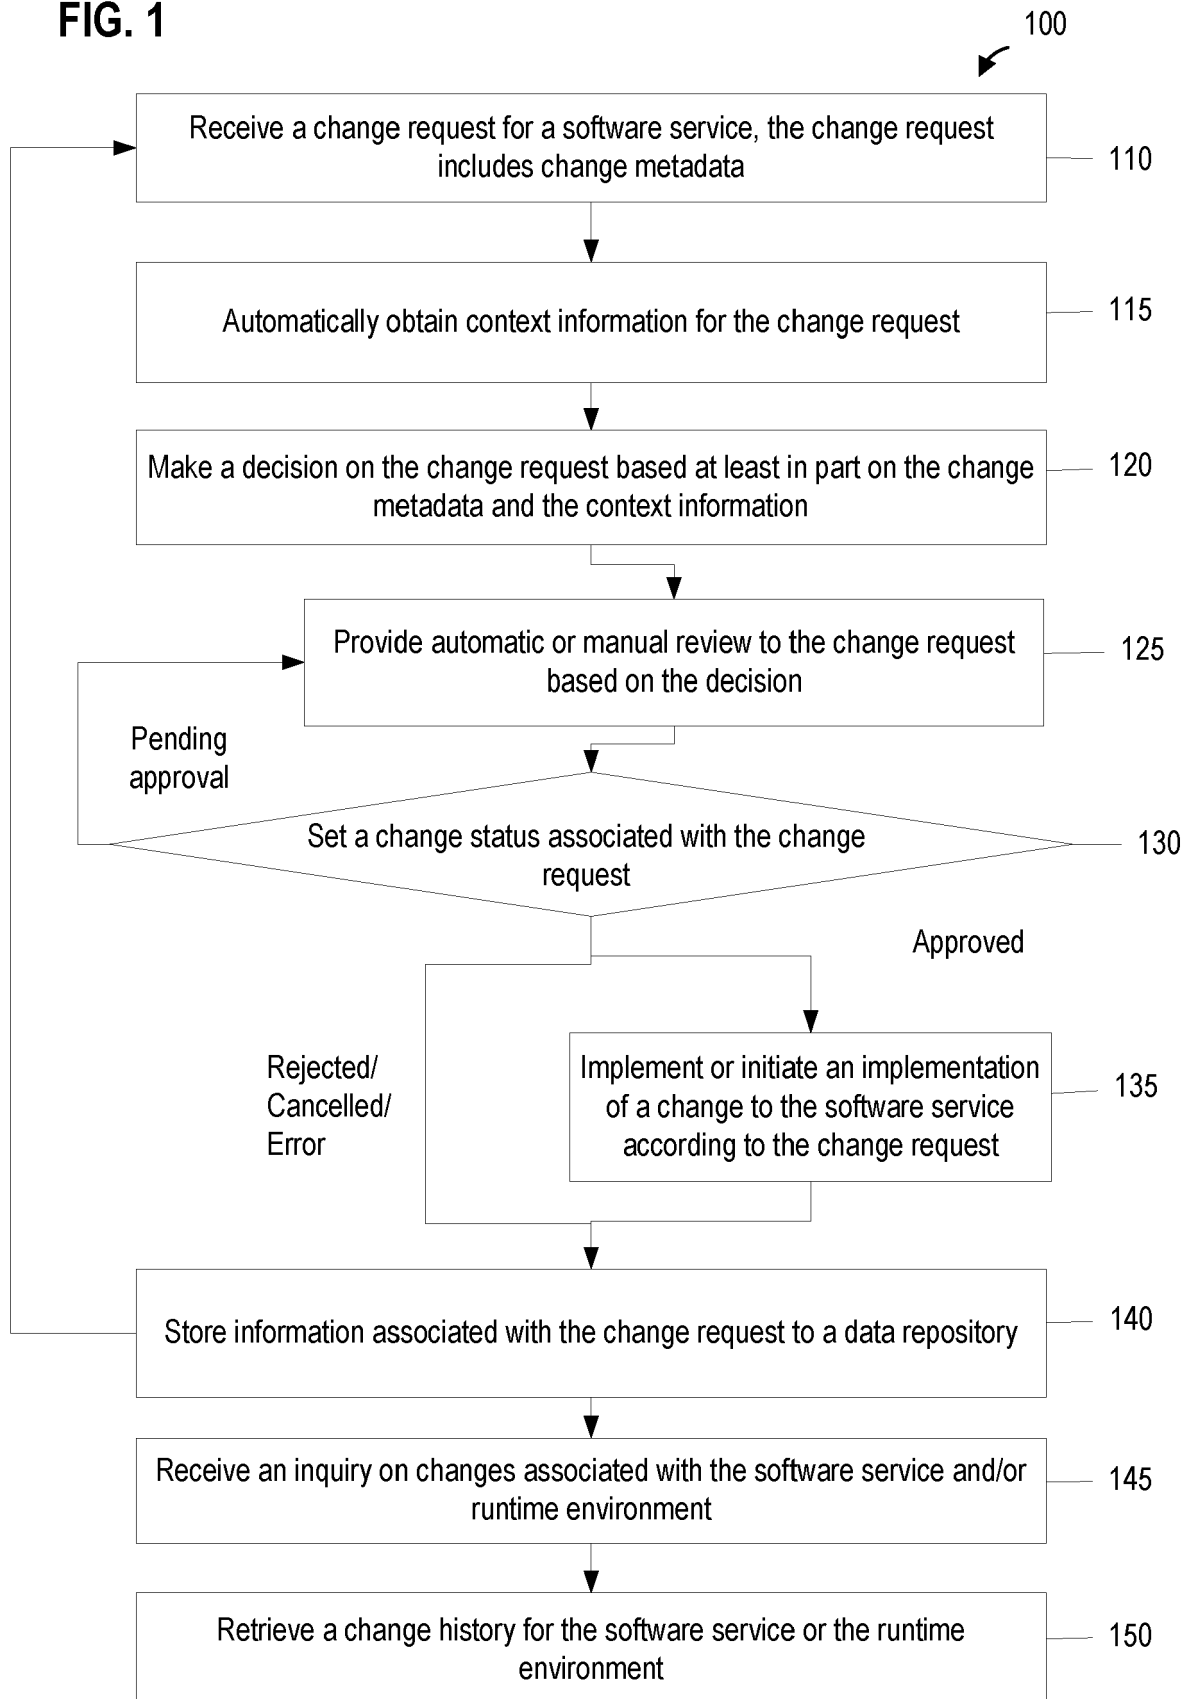 FIG. 1
100
Receive a change request for a software service, the change request
includes change metadata
110
Automatically obtain context information for the change request
115
Make a decision on the change request based at least in part on the change
metadata and the context information
120
Provide automatic or manual review to the change request
based on the decision
125
Pending
approval
Set a change status associated with the change
request
130
Approved
Rejected/
Cancelled/
Error
Implement or initiate an implementation
of a change to the software service
according to the change request
135
Store information associated with the change request to a data repository
140
Receive an inquiry on changes associated with the software service and/or
runtime environment
145
Retrieve a change history for the software service or the runtime
environment
150